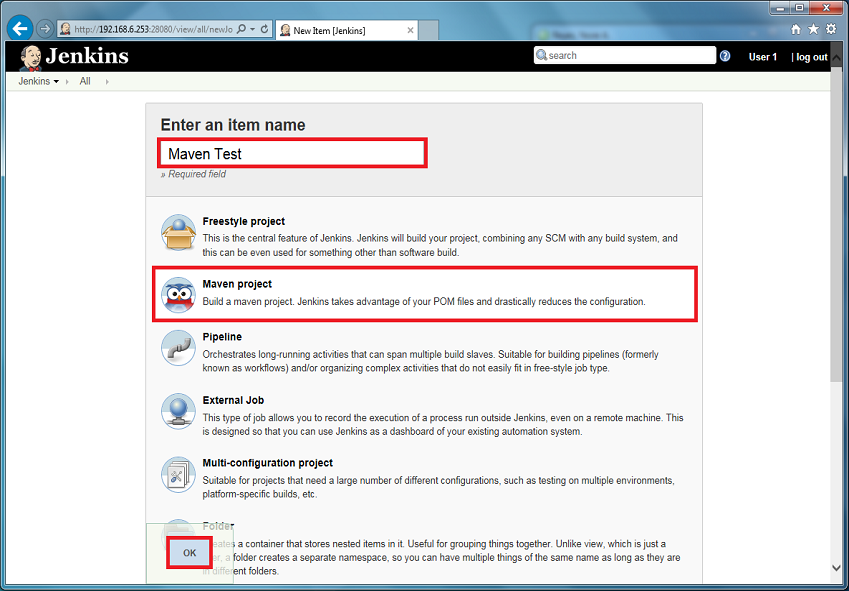 http://192.168.6.253:28080/view/all/newJo
New Item [Jenkins]
Jenkins
search
User 1
| log out
Jenkins
All
Enter an item name
Maven Test
» Required field
Freestyle project
This is the central feature of Jenkins. Jenkins will build your project, combining any SCM with any build system, and
this can be even used for something other than software build.
Maven project
Build a maven project. Jenkins takes advantage of your POM files and drastically reduces the configuration.
Pipeline
Orchestrates long-running activities that can span multiple build slaves. Suitable for building pipelines (formerly
known as workflows) and/or organizing complex activities that do not easily fit in free-style job type.
External Job
This type of job allows you to record the execution of a process run outside Jenkins, even on a remote machine. This
is designed so that you can use Jenkins as a dashboard of your existing automation system.
Multi-configuration project
Suitable for projects that need a large number of different configurations, such as testing on multiple environments,
platform-specific builds, etc.
Folder
a container that stores nested items in it. Useful for grouping things together. Unlike view, which is just a
a folder creates a separate namespace, so you can have multiple things of the same name as long as they are
in different folders.
OK